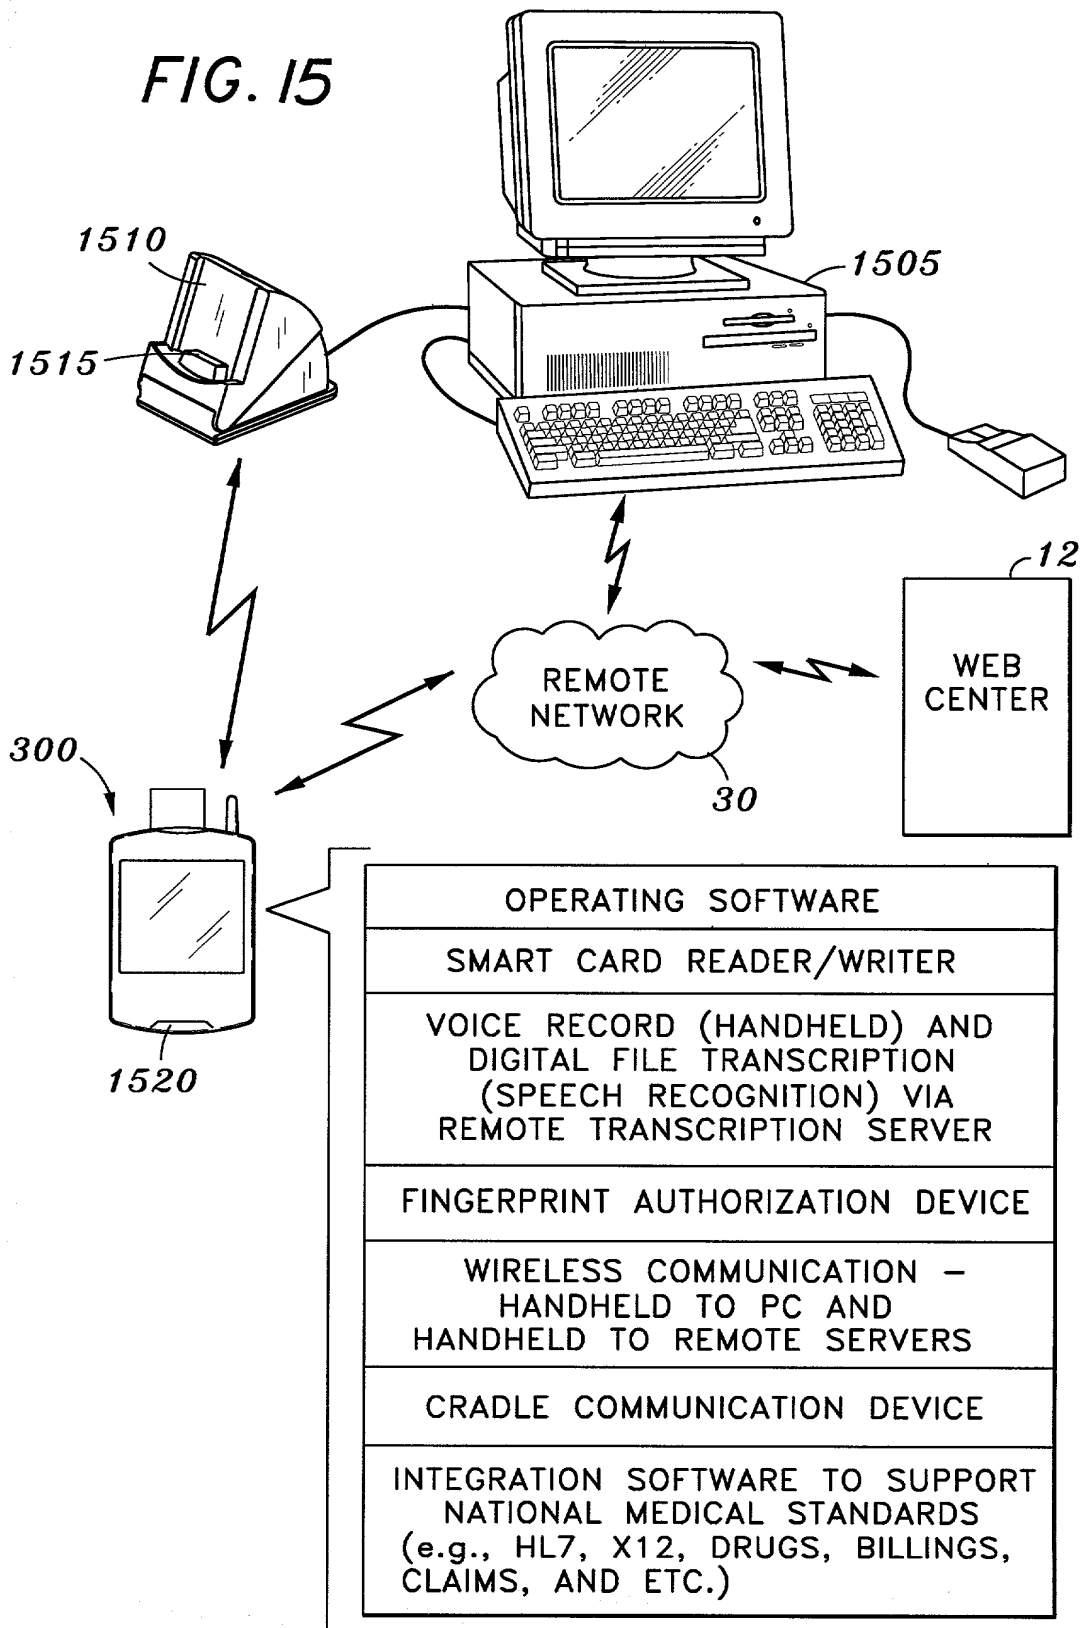 FIG. 15
1510
1505
1515
12
WEB
CENTER
REMOTE
NETWORK
300
30
1520
OPERATING SOFTWARE
SMART CARD READER/WRITER
VOICE RECORD (HANDHELD) AND
DIGITAL FILE TRANSCRIPTION
(SPEECH RECOGNITION) VIA
REMOTE TRANSCRIPTION SERVER
FINGERPRINT AUTHORIZATION DEVICE
WIRELESS COMMUNICATION –
HANDHELD TO PC AND
HANDHELD TO REMOTE SERVERS
CRADLE COMMUNICATION DEVICE
INTEGRATION SOFTWARE TO SUPPORT
NATIONAL MEDICAL STANDARDS
(e.g., HL7, X12, DRUGS, BILLINGS,
CLAIMS, AND ETC.)